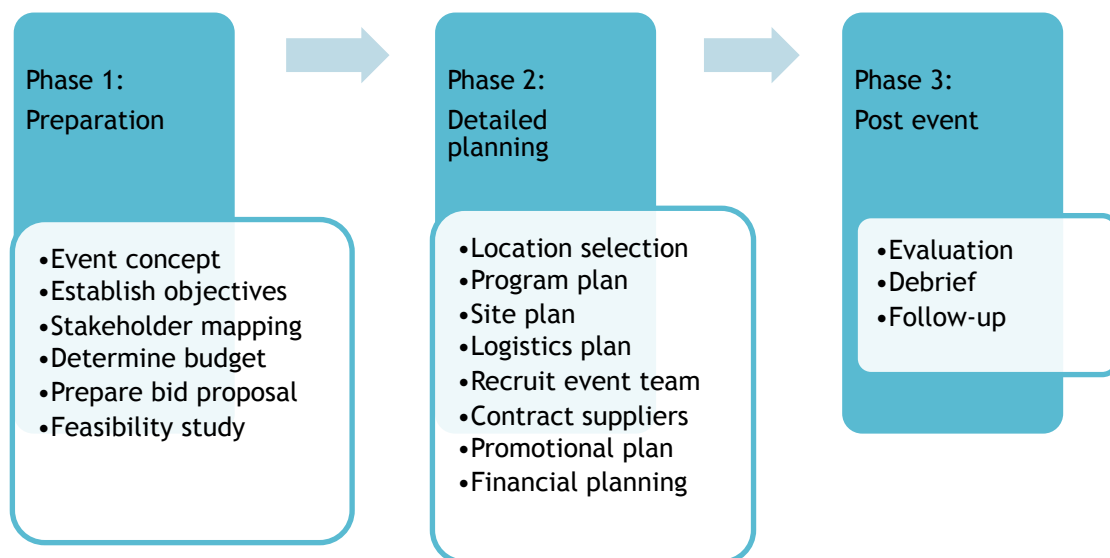 Phase 1:
Preparation
•Event concept
•Establish objectives
•Stakeholder mapping
•Determine budget
•Prepare bid proposal
•Feasibility study
Phase 2:
Detailed
planning
•Location selection
•Program plan
•Site plan
•Logistics plan
•Recruit event team
•Contract suppliers
•Promotional plan
•Financial planning
Phase 3:
Post event
•Evaluation
•Debrief
•Follow-up